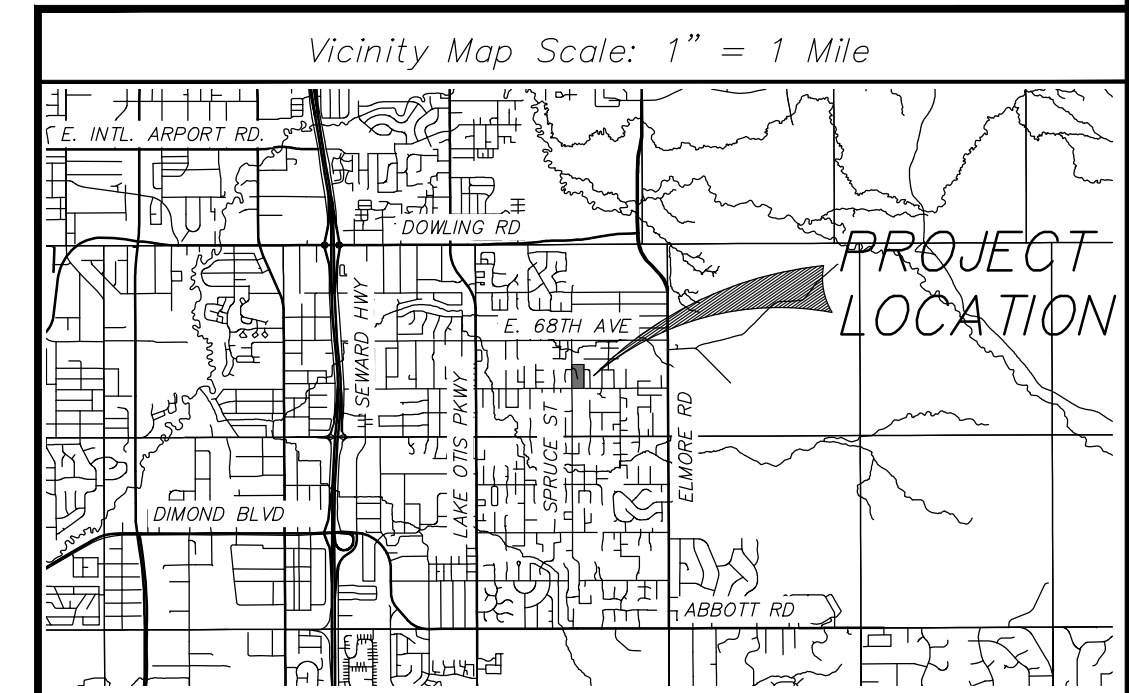 Vicinity Map Scale: 1” = 1 Mile
E. INTL. ARPORT RD.
DOWLING RD
PROJECT
LOCATION
SEWARD HWY
E. 68TH AVE
LAKE OTIS PKWY
SPRUCE ST
ELMORE RD
DIMOND BLVD
ABBOTT RD